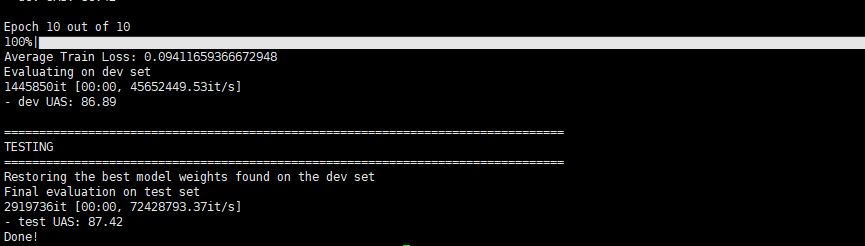 Epoch 10 out of 10
100%|
Average Train Loss: 0.09411659366672948
Evaluating on dev set
1445850it [00:00, 45652449.53it/s]
- dev UAS: 86.89
================================================================================
TESTING
================================================================================
Restoring the best model weights found on the dev set
Final evaluation on test set
2919736it [00:00, 72428793.37it/s]
- test UAS: 87.42
Done!